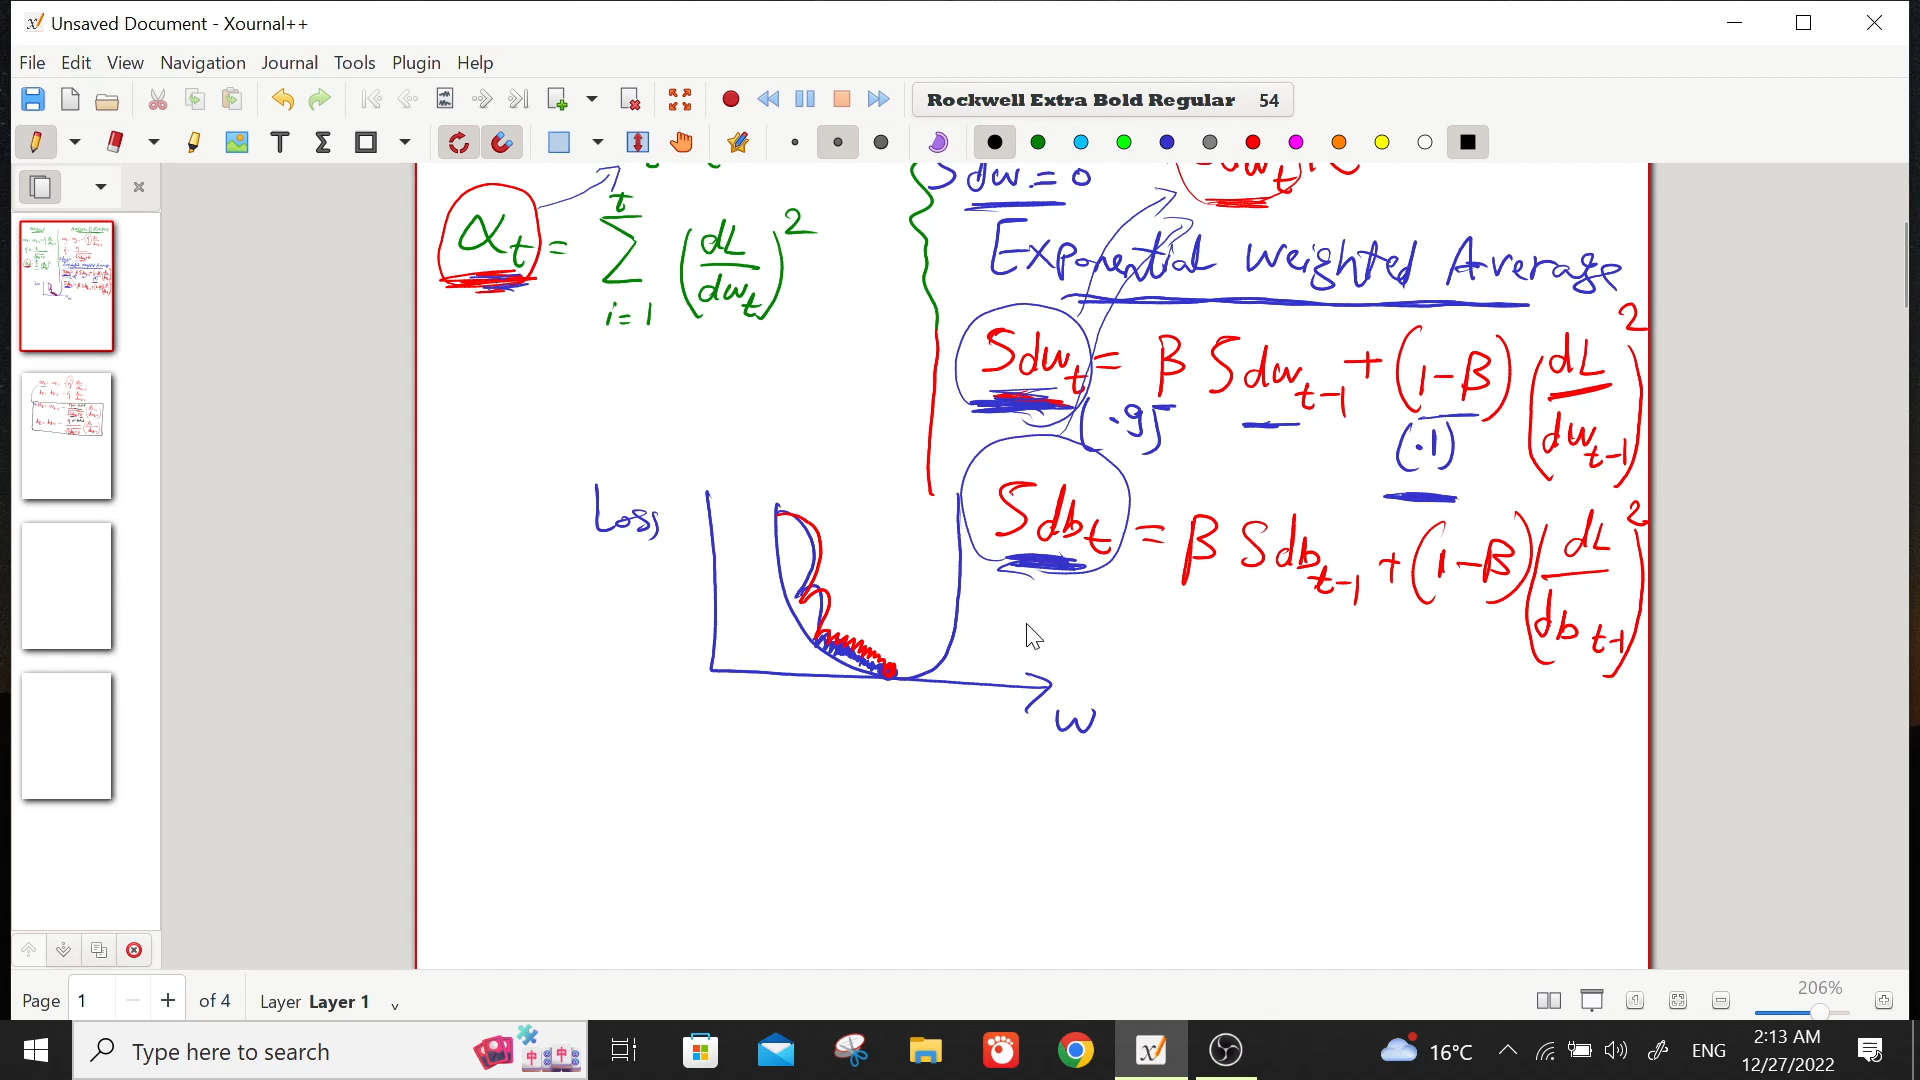 Unsaved Document - Xournal++
File Edit View Navigation Journal Tools Plugin Help
Rockwell Extra Bold Regular 54
Sdw = 0
αt = t Σ i=1 (dL/dwt)²
Exponential Weighted Average
Sdwt = β Sdwt-1 + (1-β) (dL/dwt-1)²
(.95)
(.1)
Sdbt = β Sdbt-1 + (1-β) (dL/dbt-1)²
Loss
w
Page 1 of 4 Layer Layer 1
206%
Type here to search
16°C
ENG
2:13 AM
12/27/2022